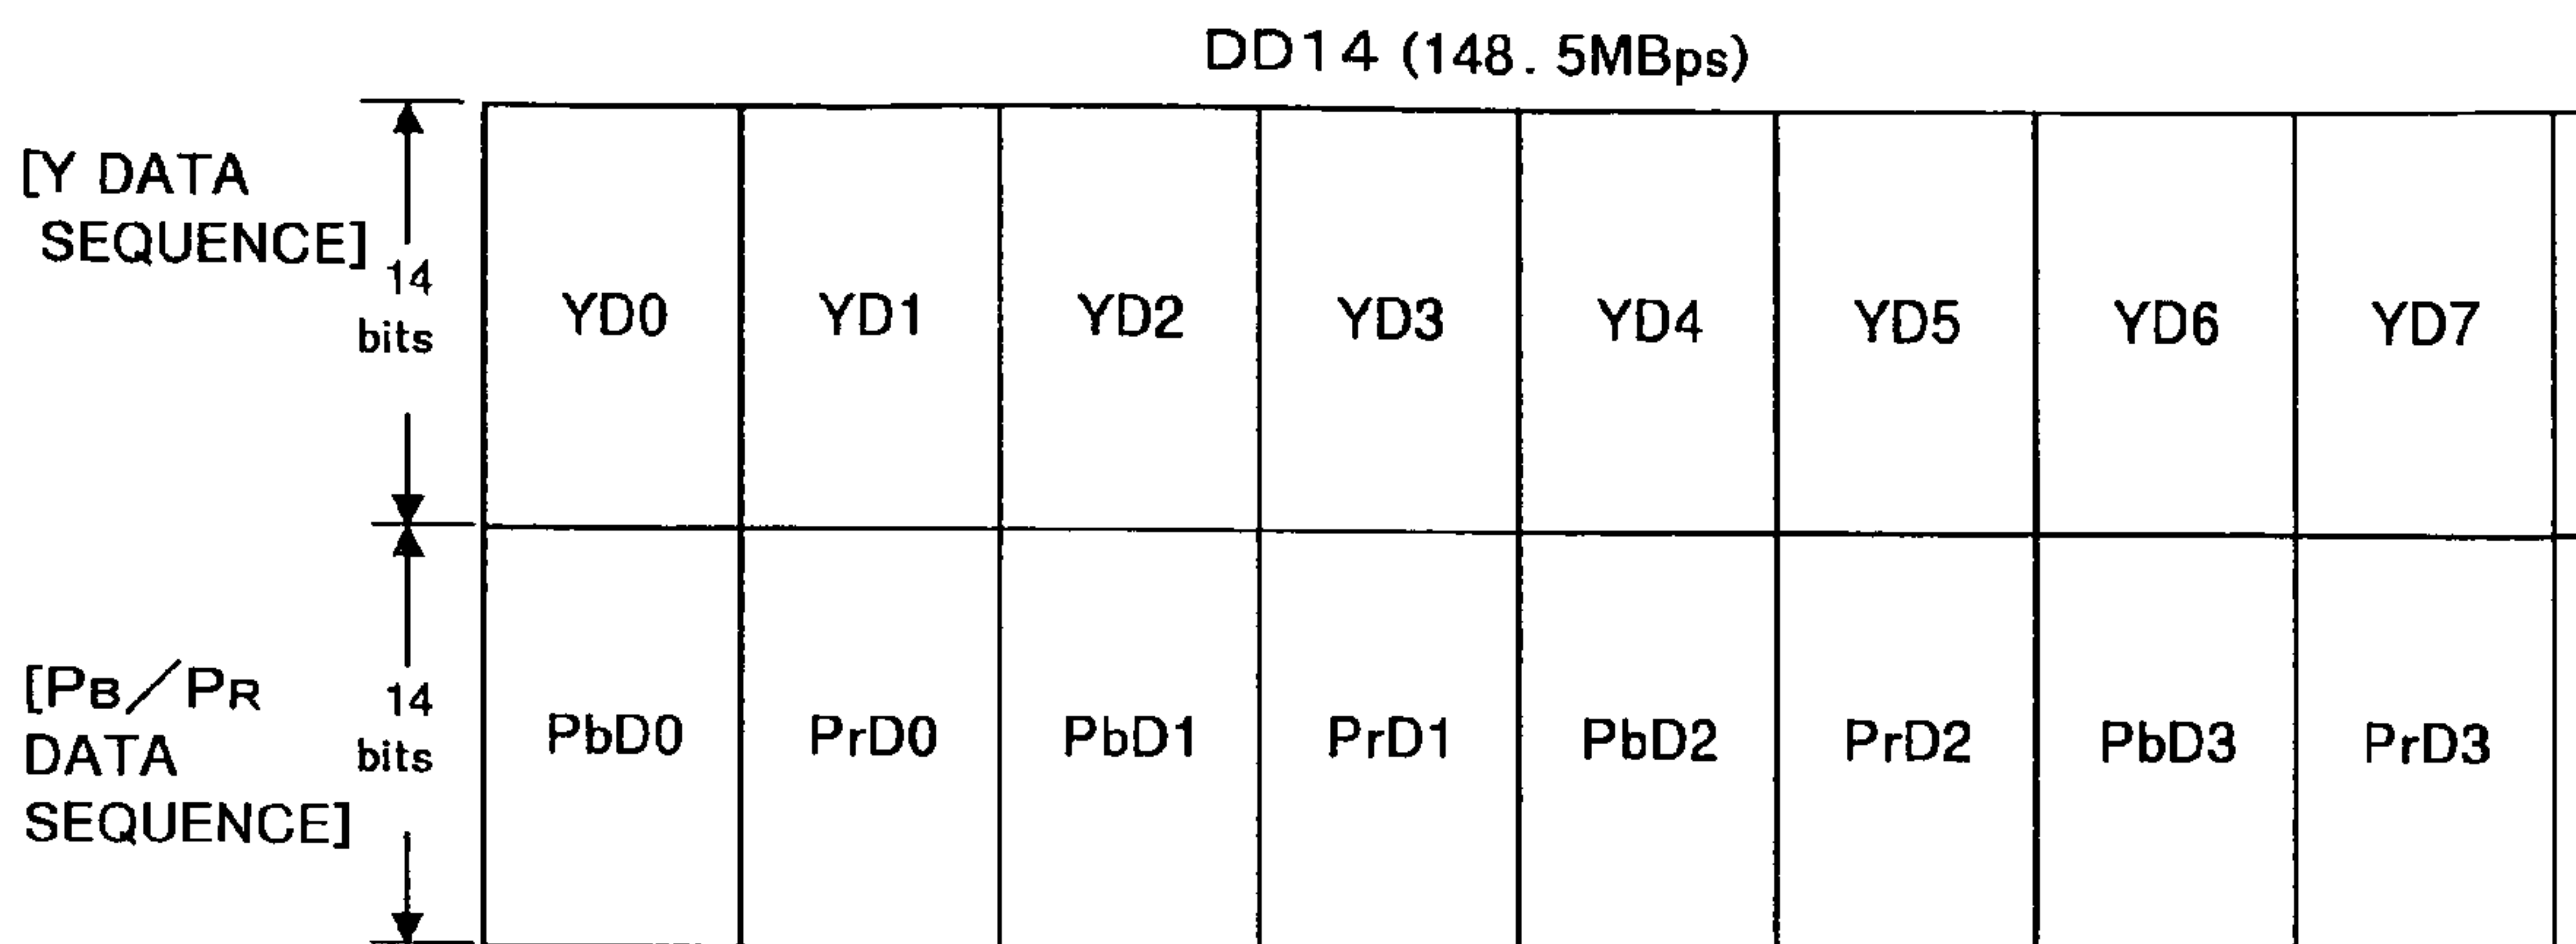 DD14 (148. 5MBps)
[Y DATA
SEQUENCE]
14
bits
YD0 YD1 YD2 YD3 YD4 YD5 YD6 YD7
[PB/PR
DATA
SEQUENCE]
14
bits
PbD0 PrD0 PbD1 PrD1 PbD2 PrD2 PbD3 PrD3